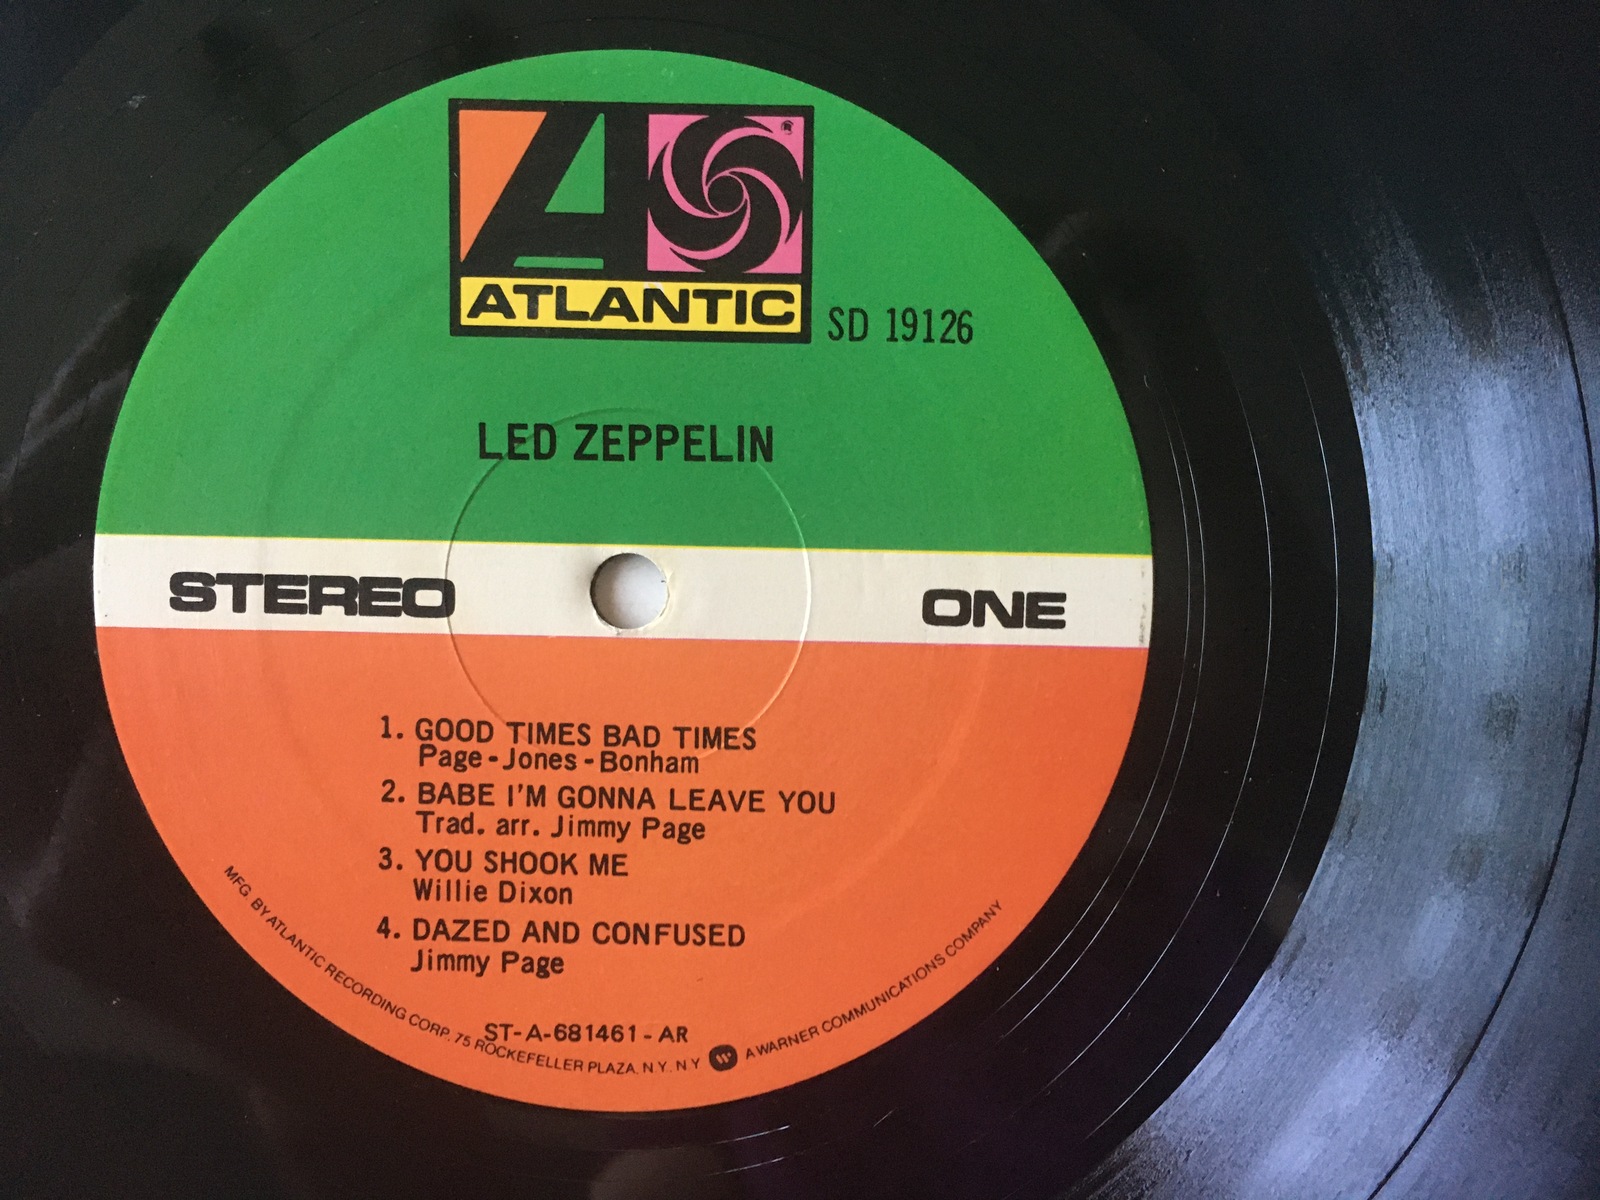 ®
ATLANTIC
SD 19126
LED ZEPPELIN
STEREO
ONE
1. GOOD TIMES BAD TIMES
Page - Jones - Bonham
2. BABE I'M GONNA LEAVE YOU
Trad. arr. Jimmy Page
3. YOU SHOOK ME
Willie Dixon
4. DAZED AND CONFUSED
Jimmy Page
ST-A-681461-AR
MFG. BY ATLANTIC RECORDING CORP. 75 ROCKEFELLER PLAZA. N.Y. N.Y. W A WARNER COMMUNICATIONS COMPANY